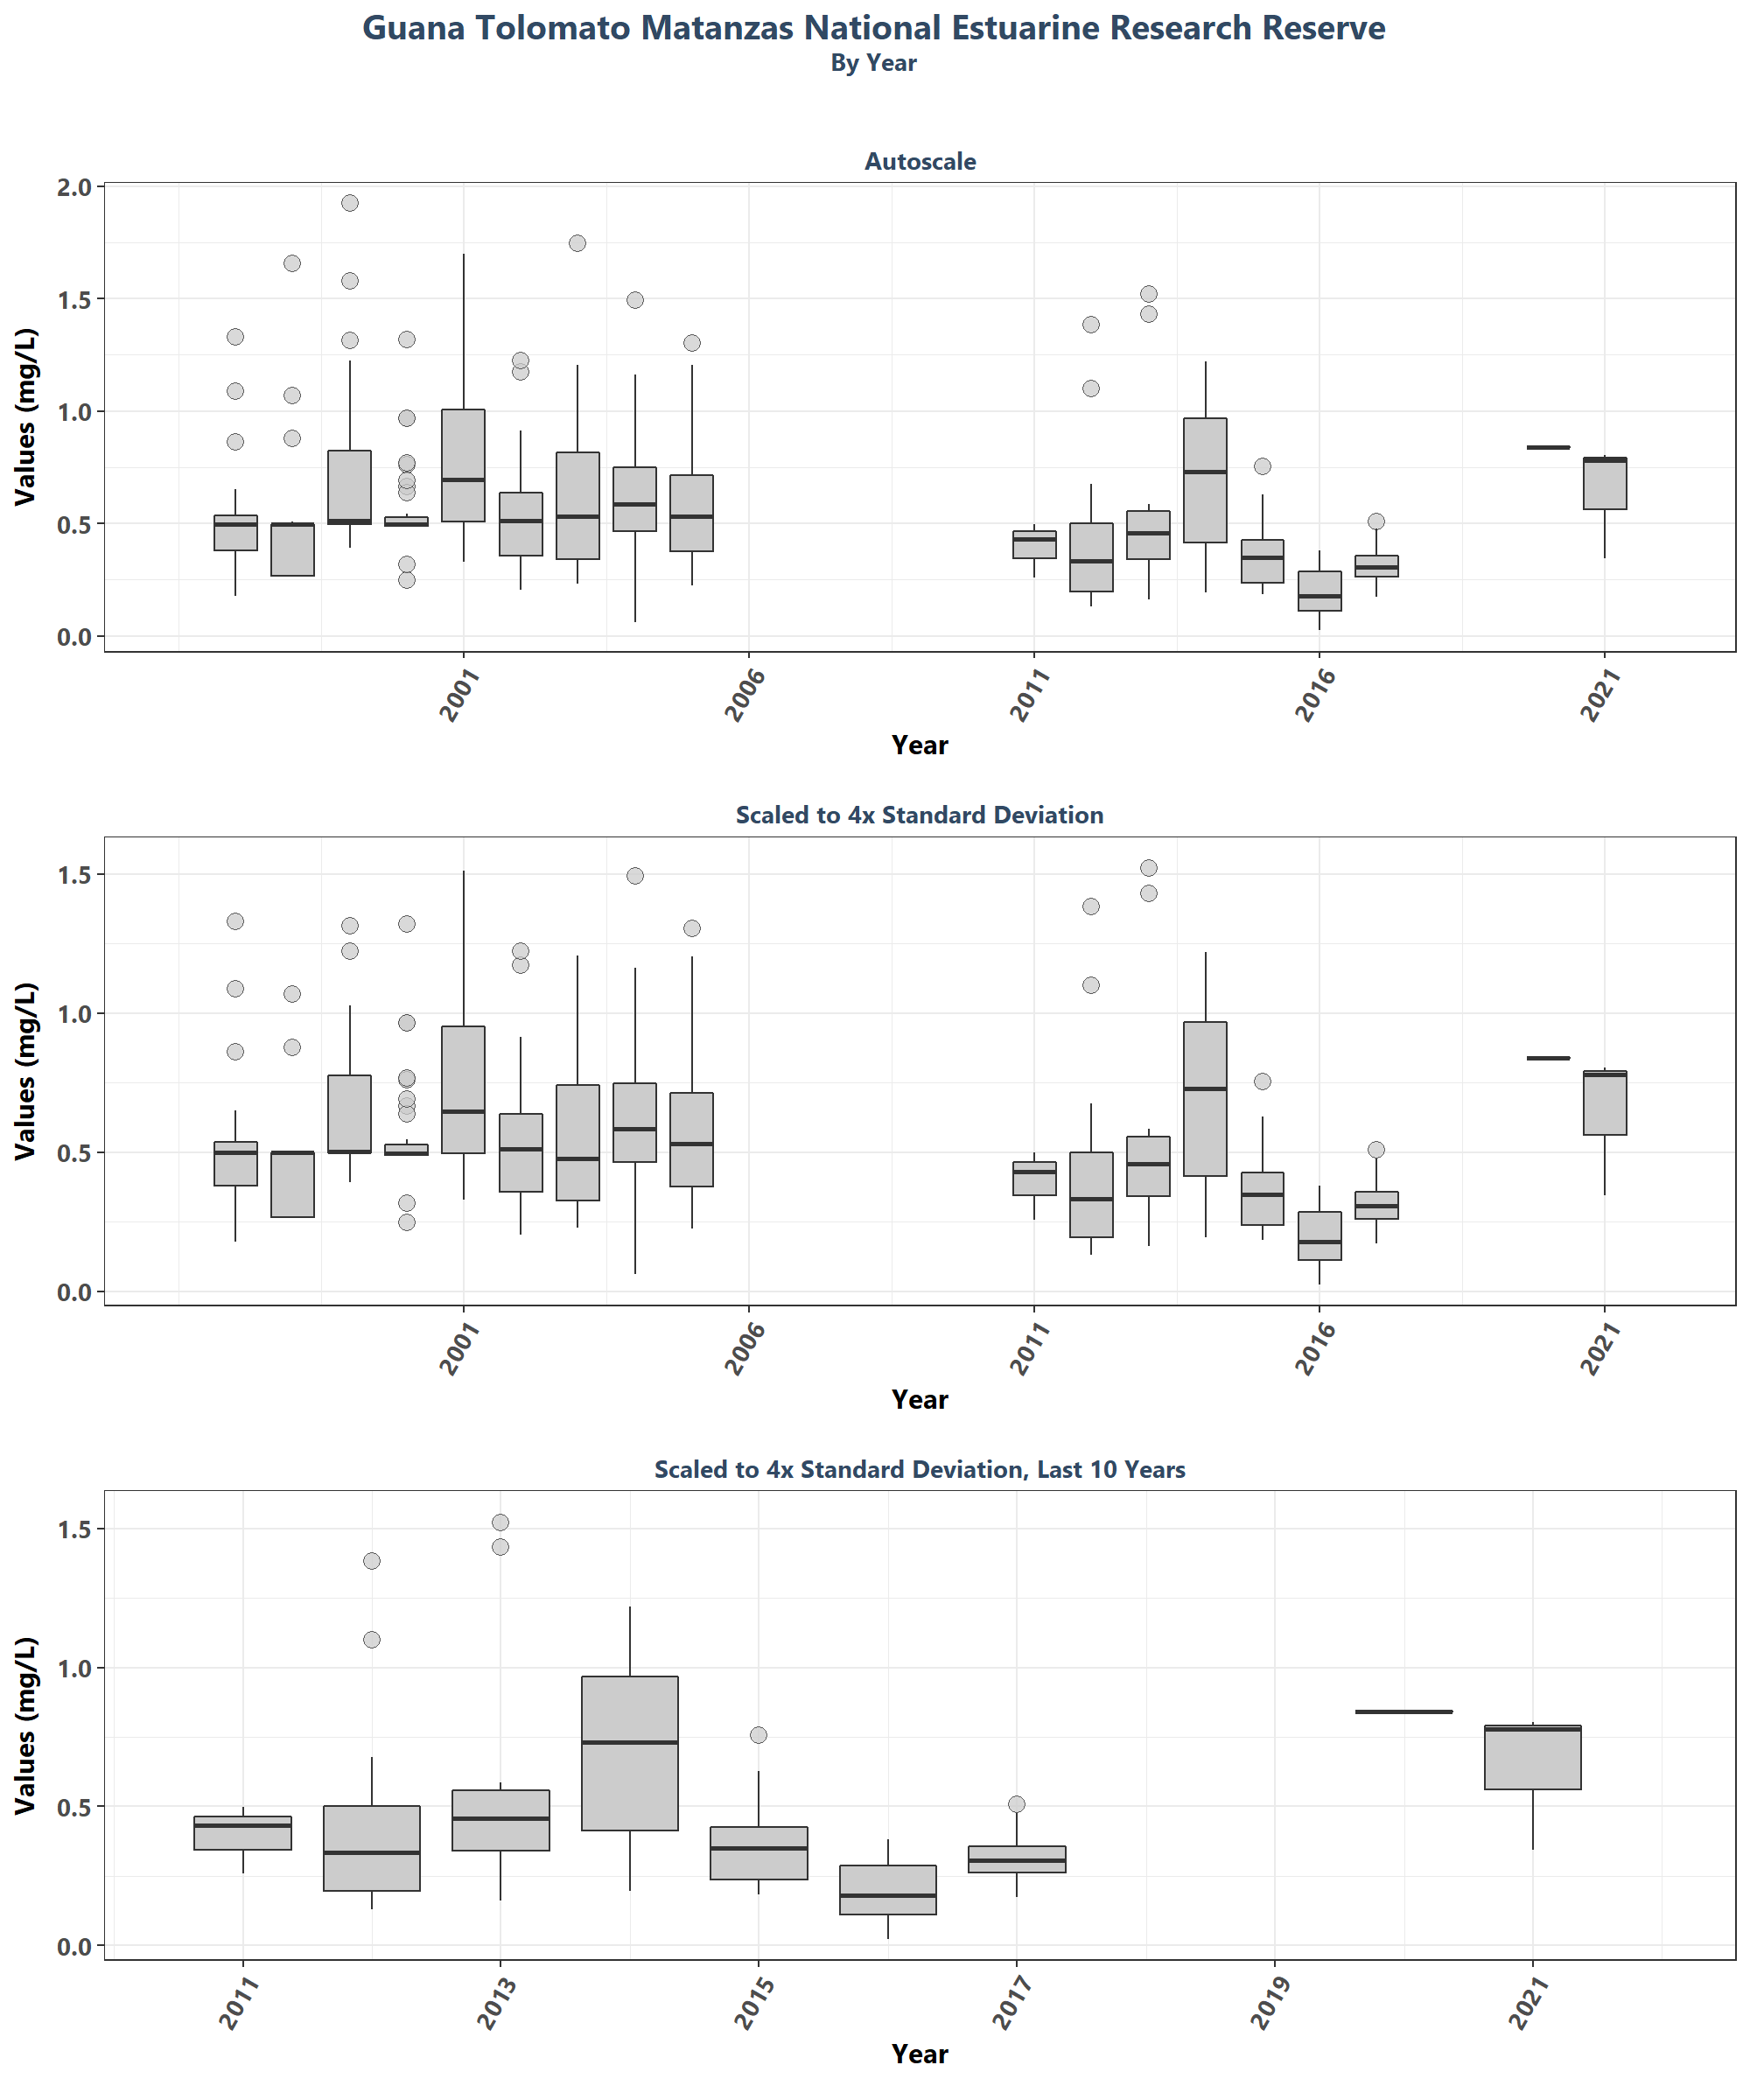 Guana Tolomato Matanzas National Estuarine Research Reserve
By Year
Autoscale
Values (mg/L)
2.0
1.5
1.0
0.5
0.0
2001 2006 2011 2016 2021
Year
Scaled to 4x Standard Deviation
Values (mg/L)
1.5
1.0
0.5
0.0
2001 2006 2011 2016 2021
Year
Scaled to 4x Standard Deviation, Last 10 Years
Values (mg/L)
1.5
1.0
0.5
0.0
2011 2013 2015 2017 2019 2021
Year